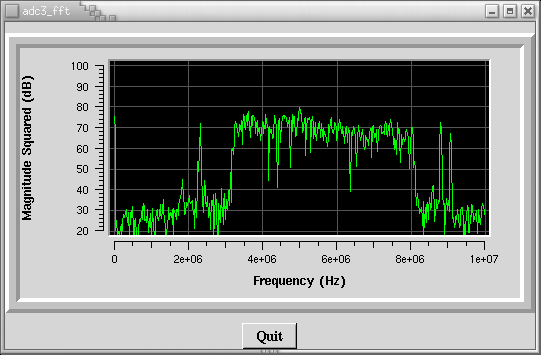 adc3_fft
Magnitude Squared (dB)
100
90
80
70
60
50
40
30
20
0
2e+06
4e+06
6e+06
8e+06
1e+07
Frequency (Hz)
Quit